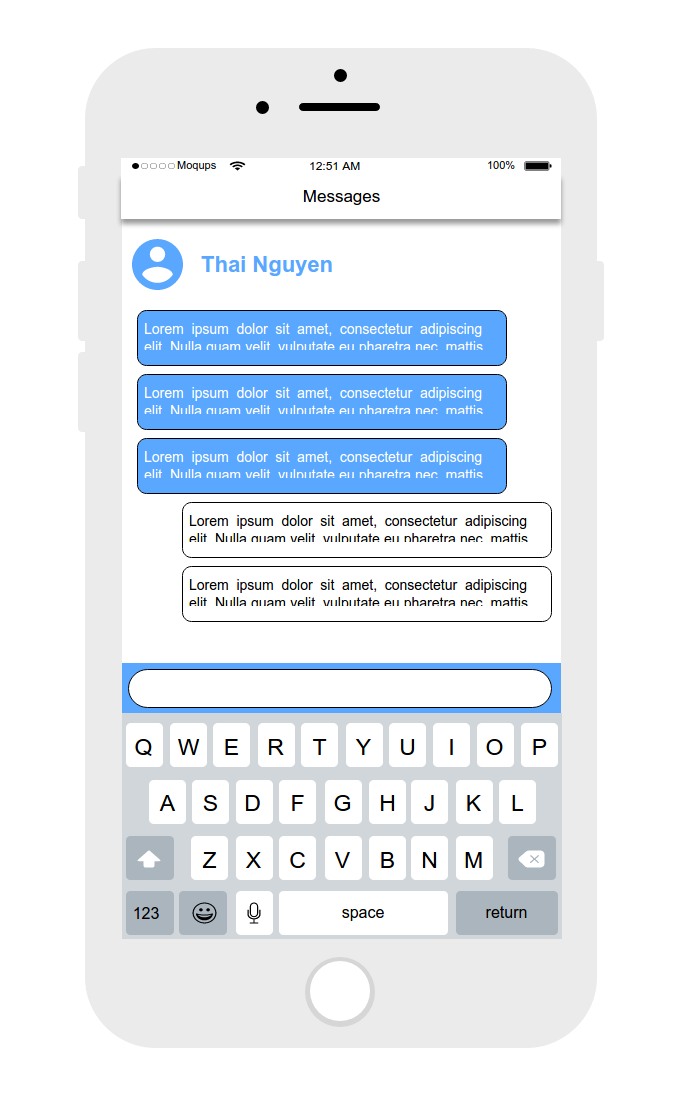 Moqups 12:51 AM 100%
Messages
Thai Nguyen
Lorem ipsum dolor sit amet, consectetur adipiscing
elit. Nulla quam velit, vulputate eu pharetra nec, mattis
Lorem ipsum dolor sit amet, consectetur adipiscing
elit. Nulla quam velit, vulputate eu pharetra nec, mattis
Lorem ipsum dolor sit amet, consectetur adipiscing
elit. Nulla quam velit, vulputate eu pharetra nec, mattis
Lorem ipsum dolor sit amet, consectetur adipiscing
elit. Nulla quam velit, vulputate eu pharetra nec, mattis
Lorem ipsum dolor sit amet, consectetur adipiscing
elit. Nulla quam velit, vulputate eu pharetra nec, mattis
Q W E R T Y U I O P
A S D F G H J K L
Z X C V B N M
123 space return